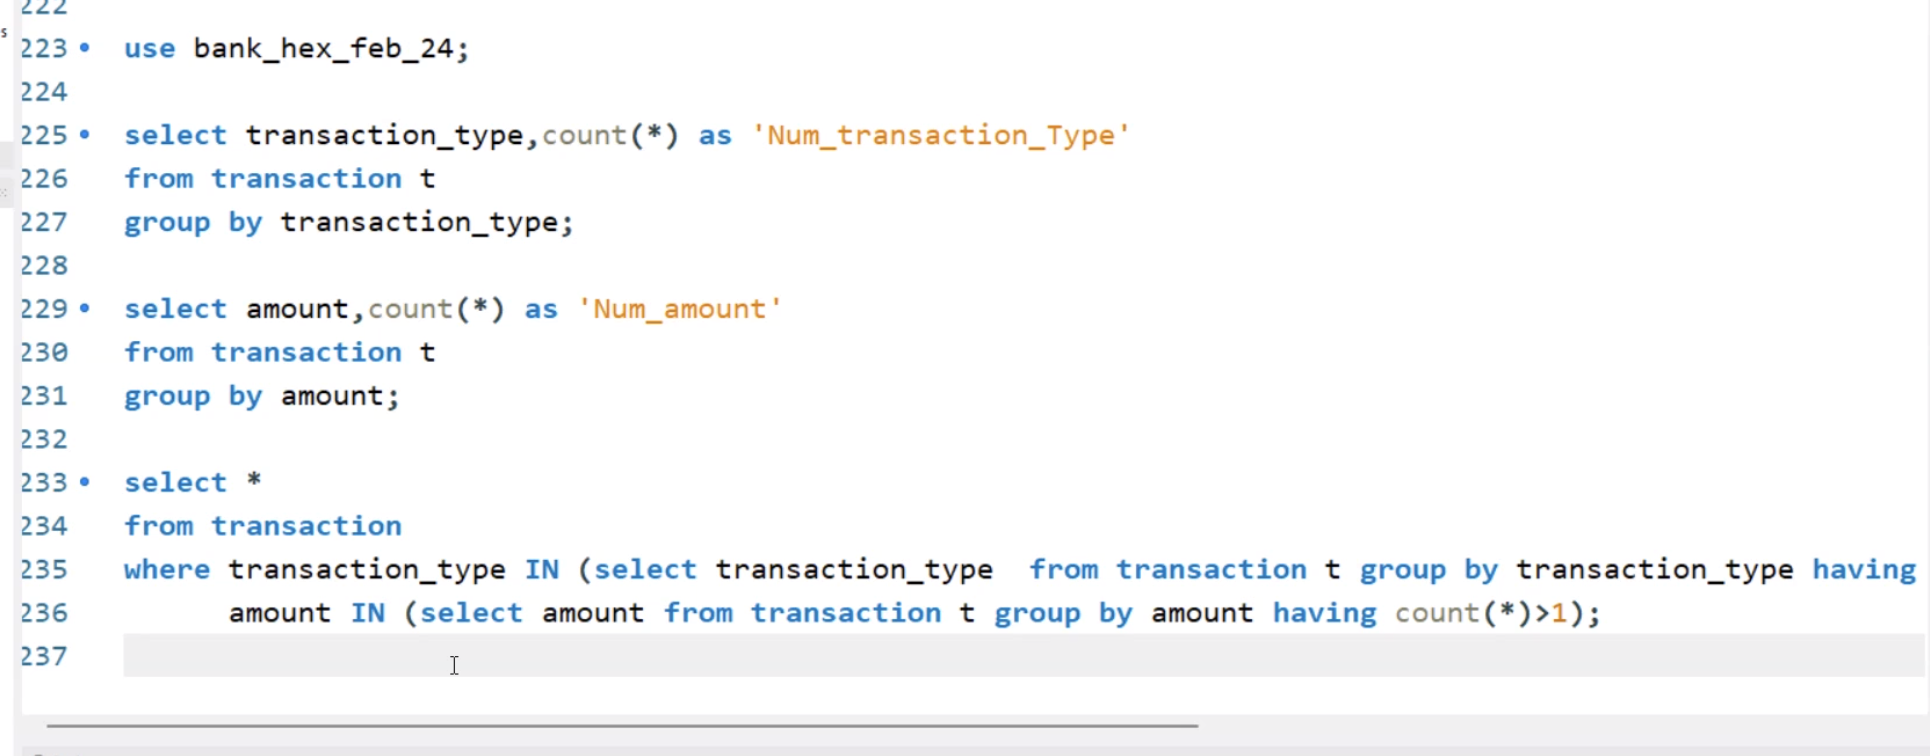 222
s
223 use bank_hex_feb_24;
224
225 select transaction_type,count(*) as 'Num_transaction_Type'
226 from transaction t
227 group by transaction_type;
228
229 select amount,count(*) as 'Num_amount'
230 from transaction t
231 group by amount;
232
233 select *
234 from transaction
235 where transaction_type IN (select transaction_type  from transaction t group by transaction_type having
236 amount IN (select amount from transaction t group by amount having count(*)>1);
237